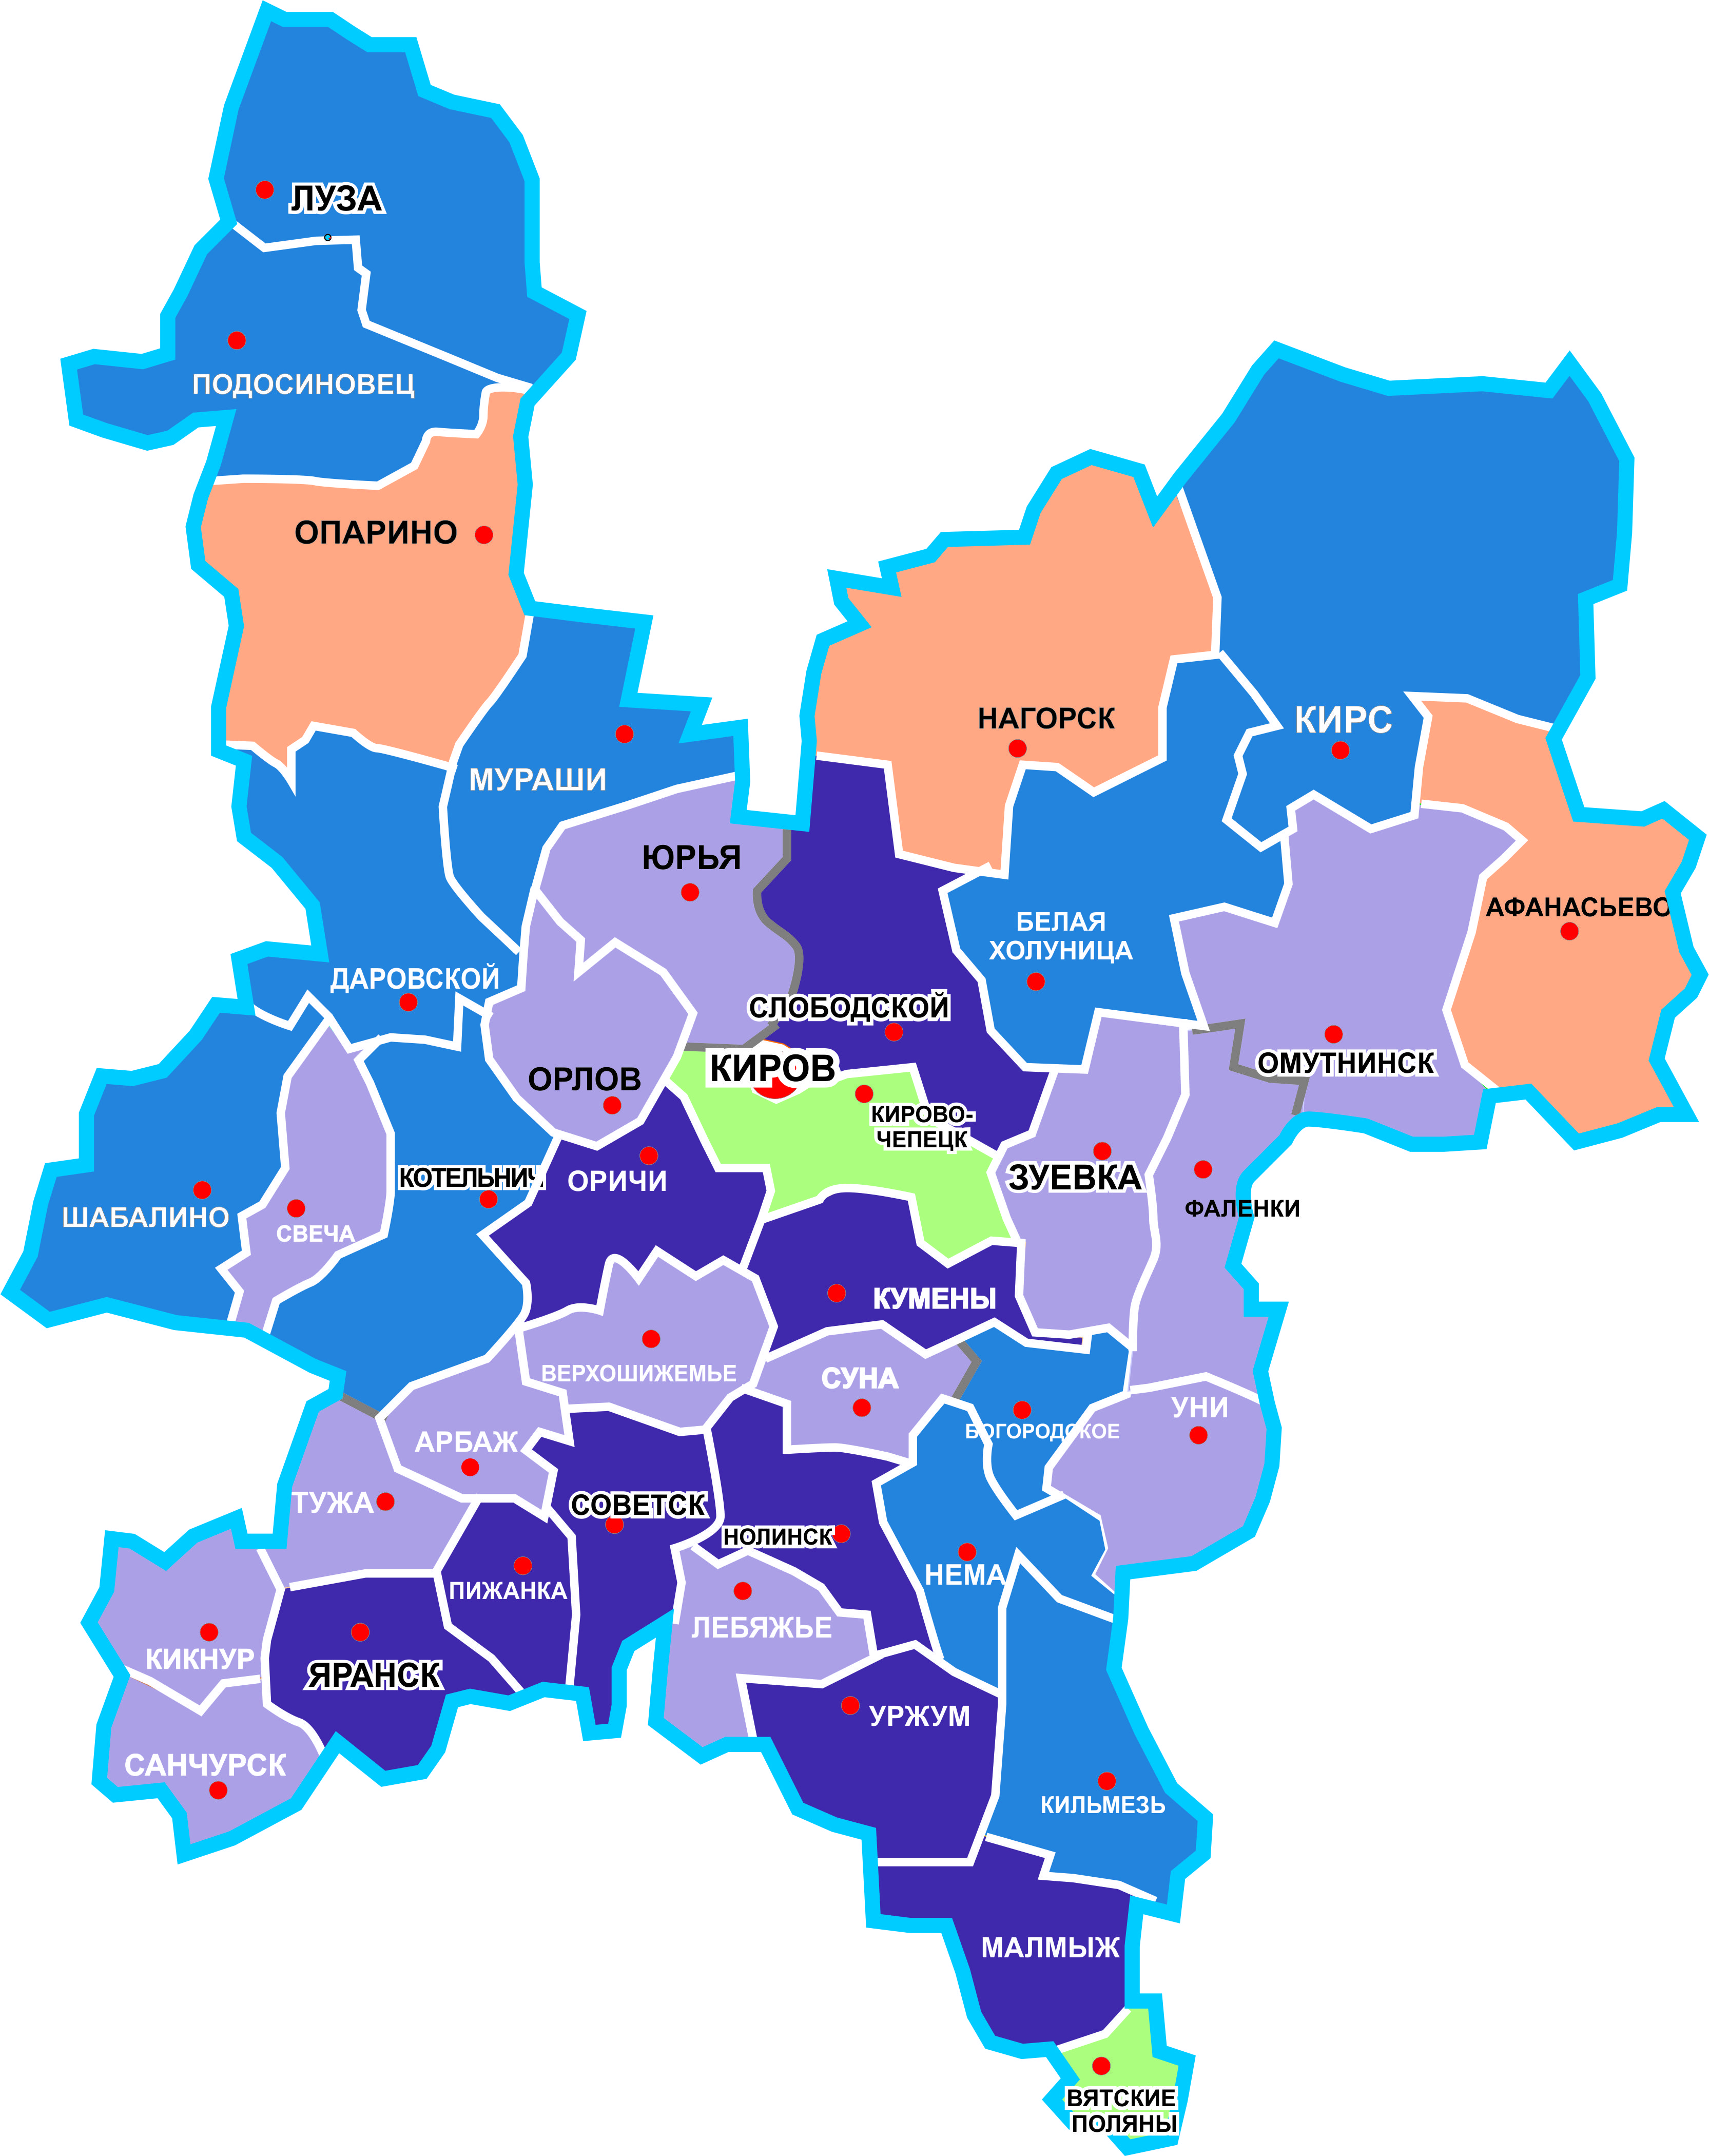 ЛУЗА
ПОДОСИНОВЕЦ
ОПАРИНО
НАГОРСК
КИРС
МУРАШИ
ЮРЬЯ
АФАНАСЬЕВО
БЕЛАЯ
ХОЛУНИЦА
ДАРОВСКОЙ
СЛОБОДСКОЙ
ОМУТНИНСК
КИРОВ
ОРЛОВ
КИРОВО-
ЧЕПЕЦК
ЗУЕВКА
КОТЕЛЬНИЧ
ОРИЧИ
ФАЛЕНКИ
ШАБАЛИНО
СВЕЧА
КУМЕНЫ
ВЕРХОШИЖЕМЬЕ
СУНА
УНИ
БОГОРОДСКОЕ
АРБАЖ
ТУЖА
СОВЕТСК
НОЛИНСК
НЕМА
ПИЖАНКА
ЛЕБЯЖЬЕ
КИКНУР
ЯРАНСК
УРЖУМ
САНЧУРСК
КИЛЬМЕЗЬ
МАЛМЫЖ
ВЯТСКИЕ
ПОЛЯНЫ